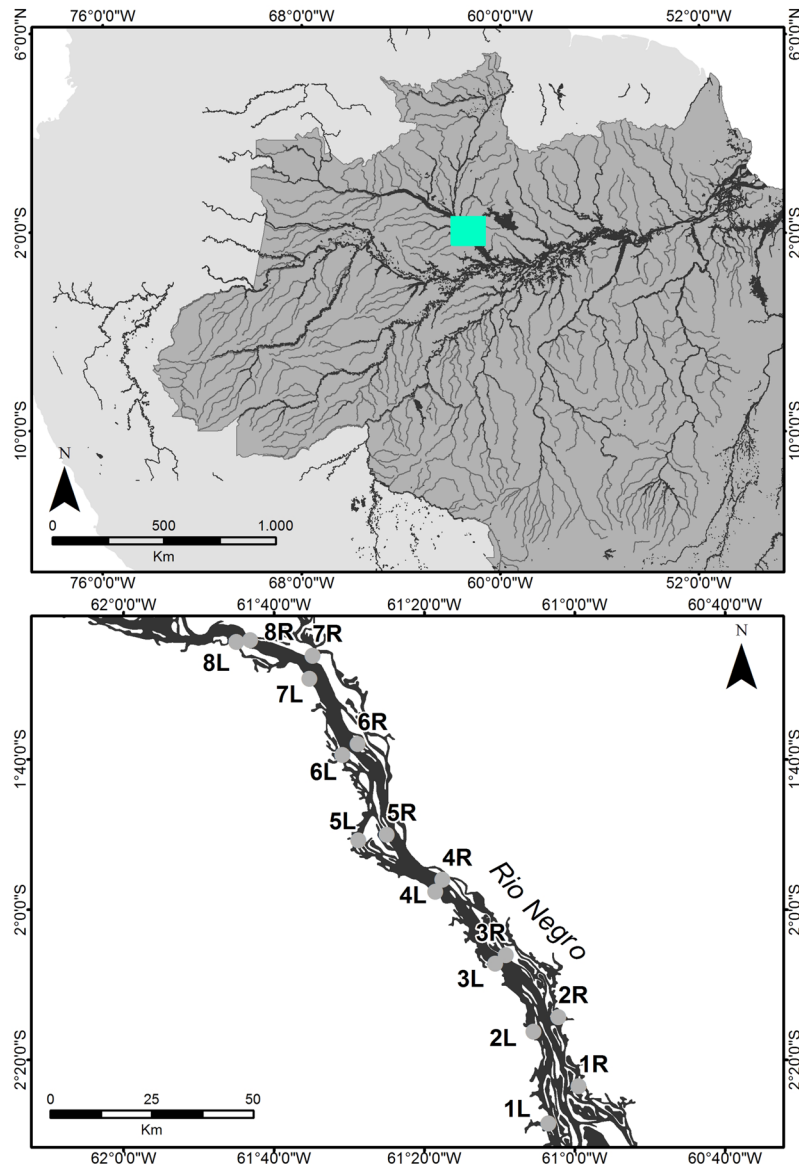 76°0'0"W 68°0'0"W 60°0'0"W 52°0'0"W
6°0'0"N 6°0'0"N
2°0'0"S 2°0'0"S
10°0'0"S 10°0'0"S
N
0 500 1.000
Km
76°0'0"W 68°0'0"W 60°0'0"W 52°0'0"W
62°0'0"W 61°40'0"W 61°20'0"W 61°0'0"W 60°40'0"W
N
8R 7R
8L
7L
6R
6L
1°40'0"S 1°40'0"S
5L 5R
4R
4L
Rio Negro
2°0'0"S 2°0'0"S
3R
3L
2R
2L
2°20'0"S 2°20'0"S
1R
1L
0 25 50
Km
62°0'0"W 61°40'0"W 61°20'0"W 61°0'0"W 60°40'0"W